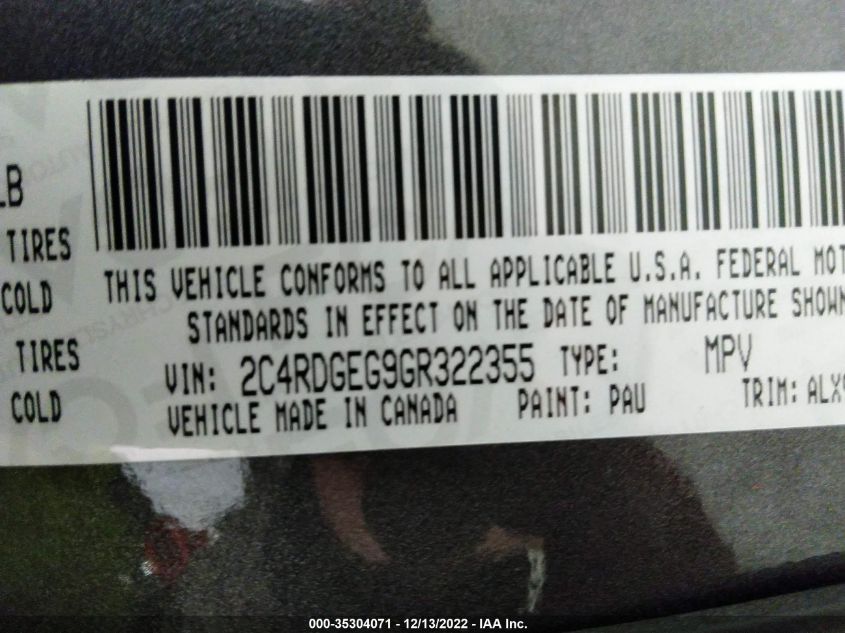 LB
TIRES
COLD
TIRES
COLD
THIS VEHICLE CONFORMS TO ALL APPLICABLE U.S.A. FEDERAL MOT
STANDARDS IN EFFECT ON THE DATE OF MANUFACTURE SHOWN
VIN: 2C4RDGEG9GR322355 TYPE: MPV
VEHICLE MADE IN CANADA PAINT: PAU TRIM: ALX9
000-35304071 - 12/13/2022 - IAA Inc.